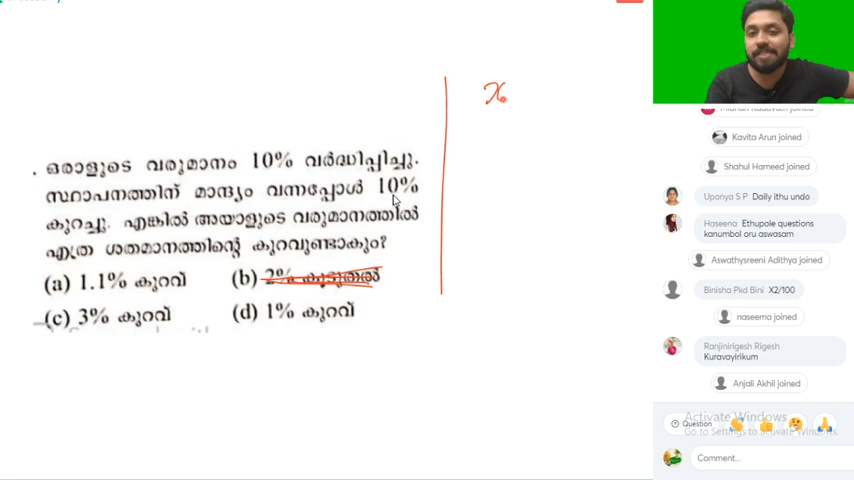 . ഒരാളുടെ വരുമാനം 10% വർദ്ധിപ്പിച്ചു.
സ്ഥാപനത്തിന് മാന്ദ്യം വന്നപ്പോൾ 10%
കുറച്ചു. എങ്കിൽ അയാളുടെ വരുമാനത്തിൽ
എത്ര ശതമാനത്തിന്റെ കുറവുണ്ടാകും?
(a) 1.1% കുറവ് (b) 2% കൂടുതൽ
(c) 3% കുറവ് (d) 1% കുറവ്
x
joined
Kavita Arun joined
Shahul Hameed joined
Upanya S P Daily ithu undo
Haseena Ethupole questions
kanumbol oru aswasam
Aswathysreeni Adithya joined
Binisha Pkd Bini X2/100
naseema joined
Ranjinirigesh Rigesh
Kuravayirikum
Anjali Akhil joined
Activate Windows
Question
Go to Settings to activate Windows.
Comment...